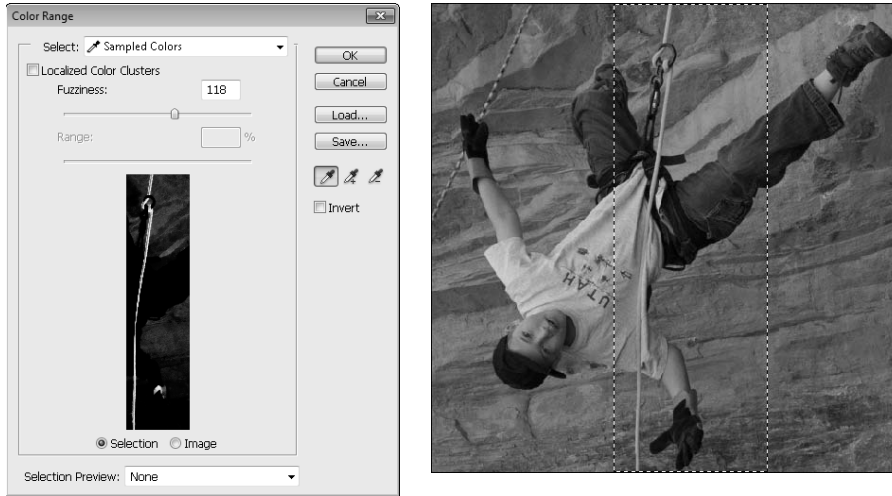 Color Range
Select: Sampled Colors
Localized Color Clusters
Fuzziness: 118
Range: %
OK
Cancel
Load...
Save...
Invert
Selection Image
Selection Preview: None
UTAH